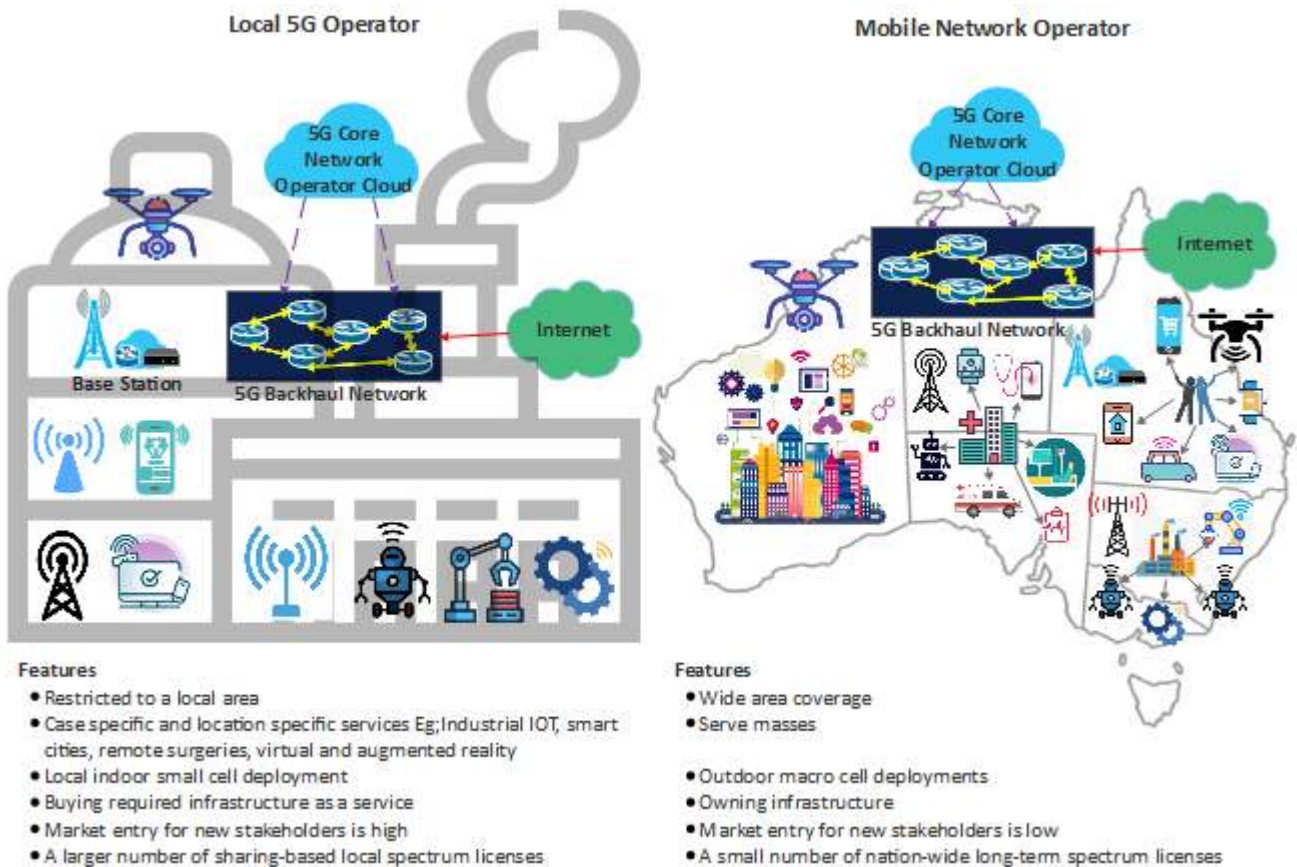 Local 5G Operator
5G Core
Network
Operator Cloud
Internet
Base Station
5G Backhaul Network
Features
• Restricted to a local area
• Case specific and location specific services Eg;Industrial IOT, smart
cities, remote surgeries, virtual and augmented reality
• Local indoor small cell deployment
• Buying required infrastructure as a service
• Market entry for new stakeholders is high
• A larger number of sharing-based local spectrum licenses
Mobile Network Operator
5G Core
Network
Operator Cloud
Internet
5G Backhaul Network
Features
• Wide area coverage
• Serve masses
• Outdoor macro cell deployments
• Owning infrastructure
• Market entry for new stakeholders is low
• A small number of nation-wide long-term spectrum licenses